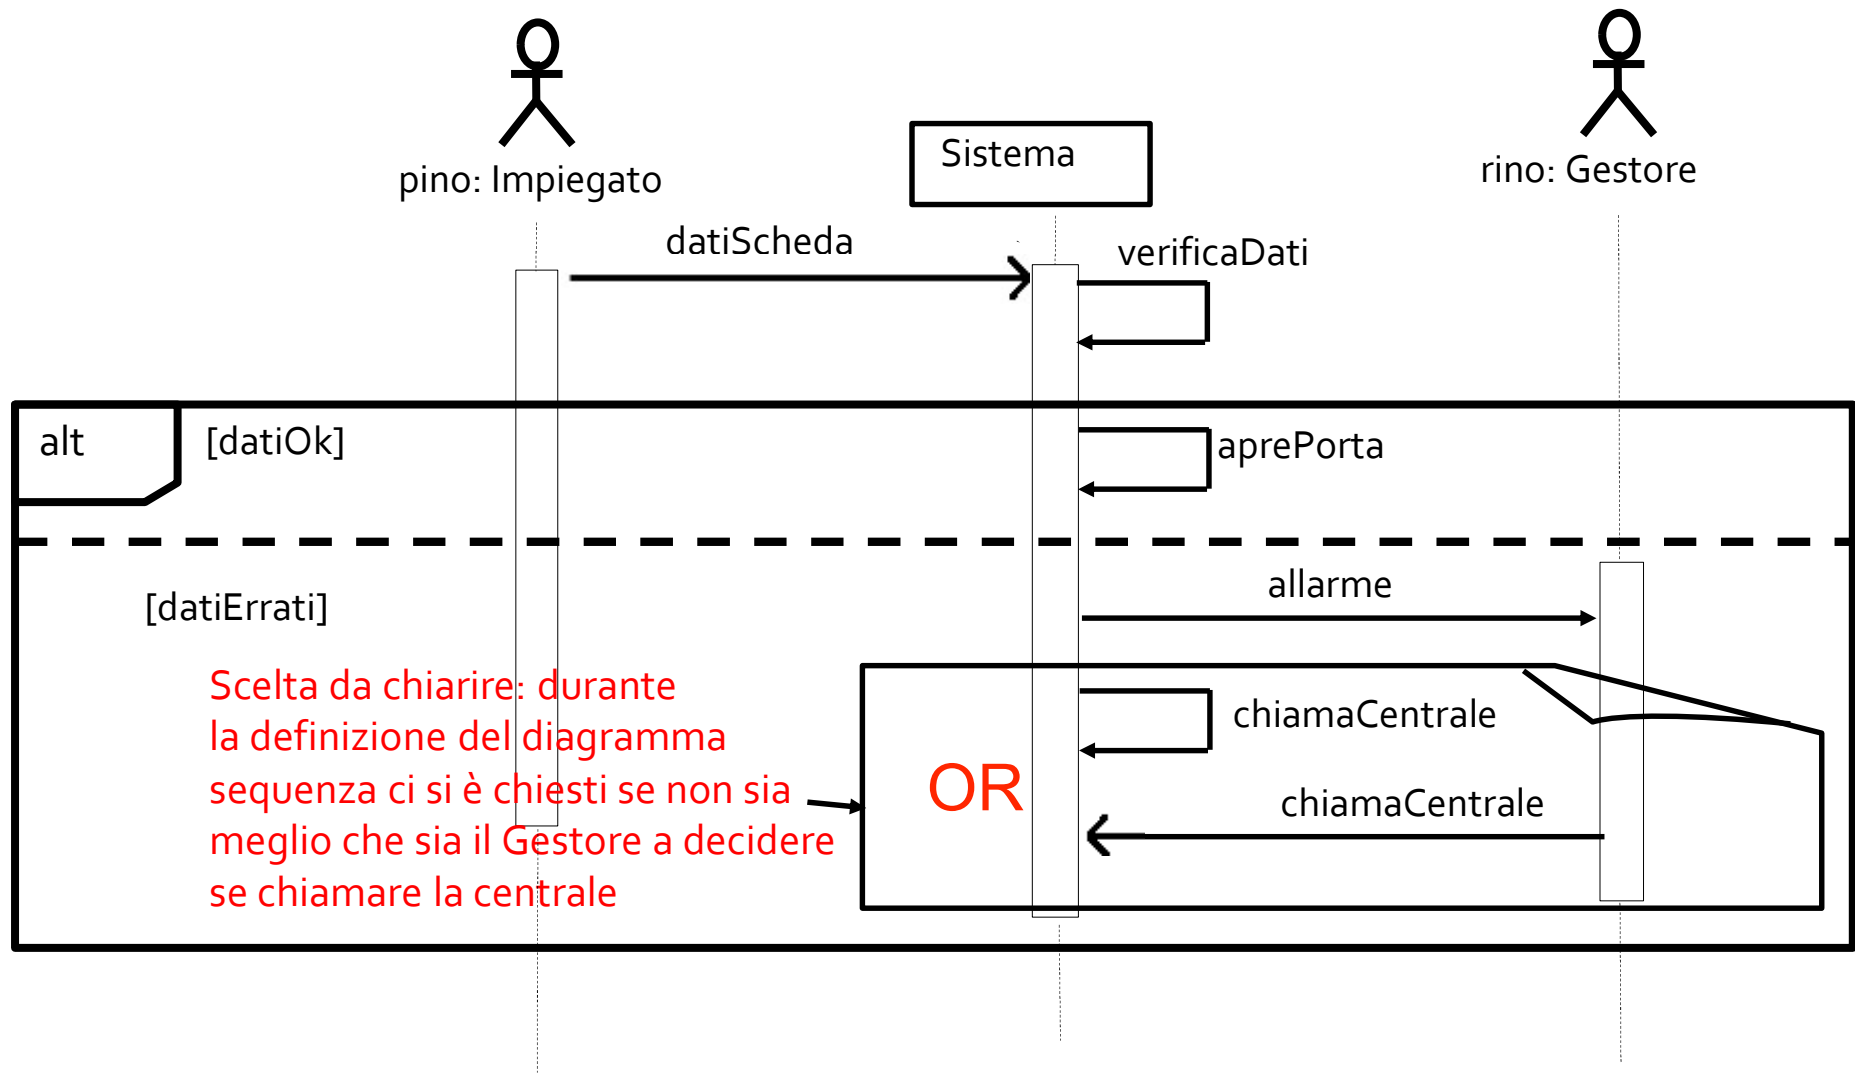 pino: Impiegato
Sistema
rino: Gestore
datiScheda
verificaDati
alt
[datiOk]
aprePorta
[datiErrati]
allarme
Scelta da chiarire: durante
la definizione del diagramma
sequenza ci si è chiesti se non sia
meglio che sia il Gestore a decidere
se chiamare la centrale
chiamaCentrale
OR
chiamaCentrale